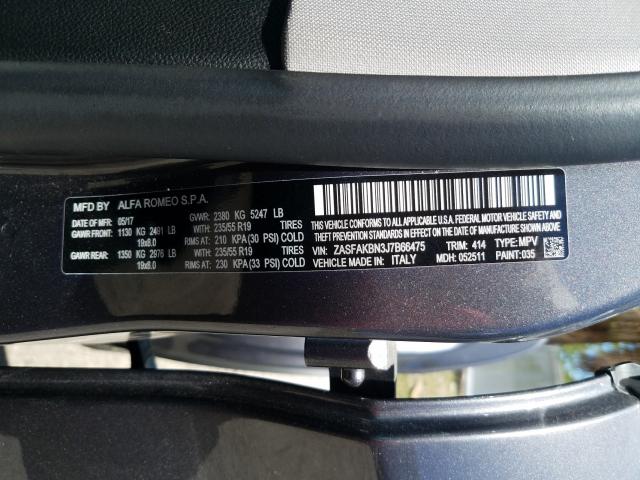 MFD BY ALFA ROMEO S.P.A.
DATE OF MFR: 05/17 GVWR: 2380 KG 5247 LB
GAWR FRONT: 1130 KG 2491 LB WITH 235/55 R19 TIRES
19x8.0 RIMS AT: 210 KPA (30 PSI) COLD
GAWR REAR: 1350 KG 2976 LB WITH 235/55 R19 TIRES
19x8.0 RIMS AT: 230 KPA (33 PSI) COLD
THIS VEHICLE CONFORMS TO ALL APPLICABLE U.S.A. FEDERAL MOTOR VEHICLE SAFETY, BUMPER,
AND THEFT PREVENTION STANDARDS IN EFFECT ON THE DATE OF MANUFACTURE SHOWN ABOVE
VIN: ZASFAKBN3J7B66475 TRIM: 414 TYPE: MPV
VEHICLE MADE IN: ITALY MDH: 052511 PAINT: 035